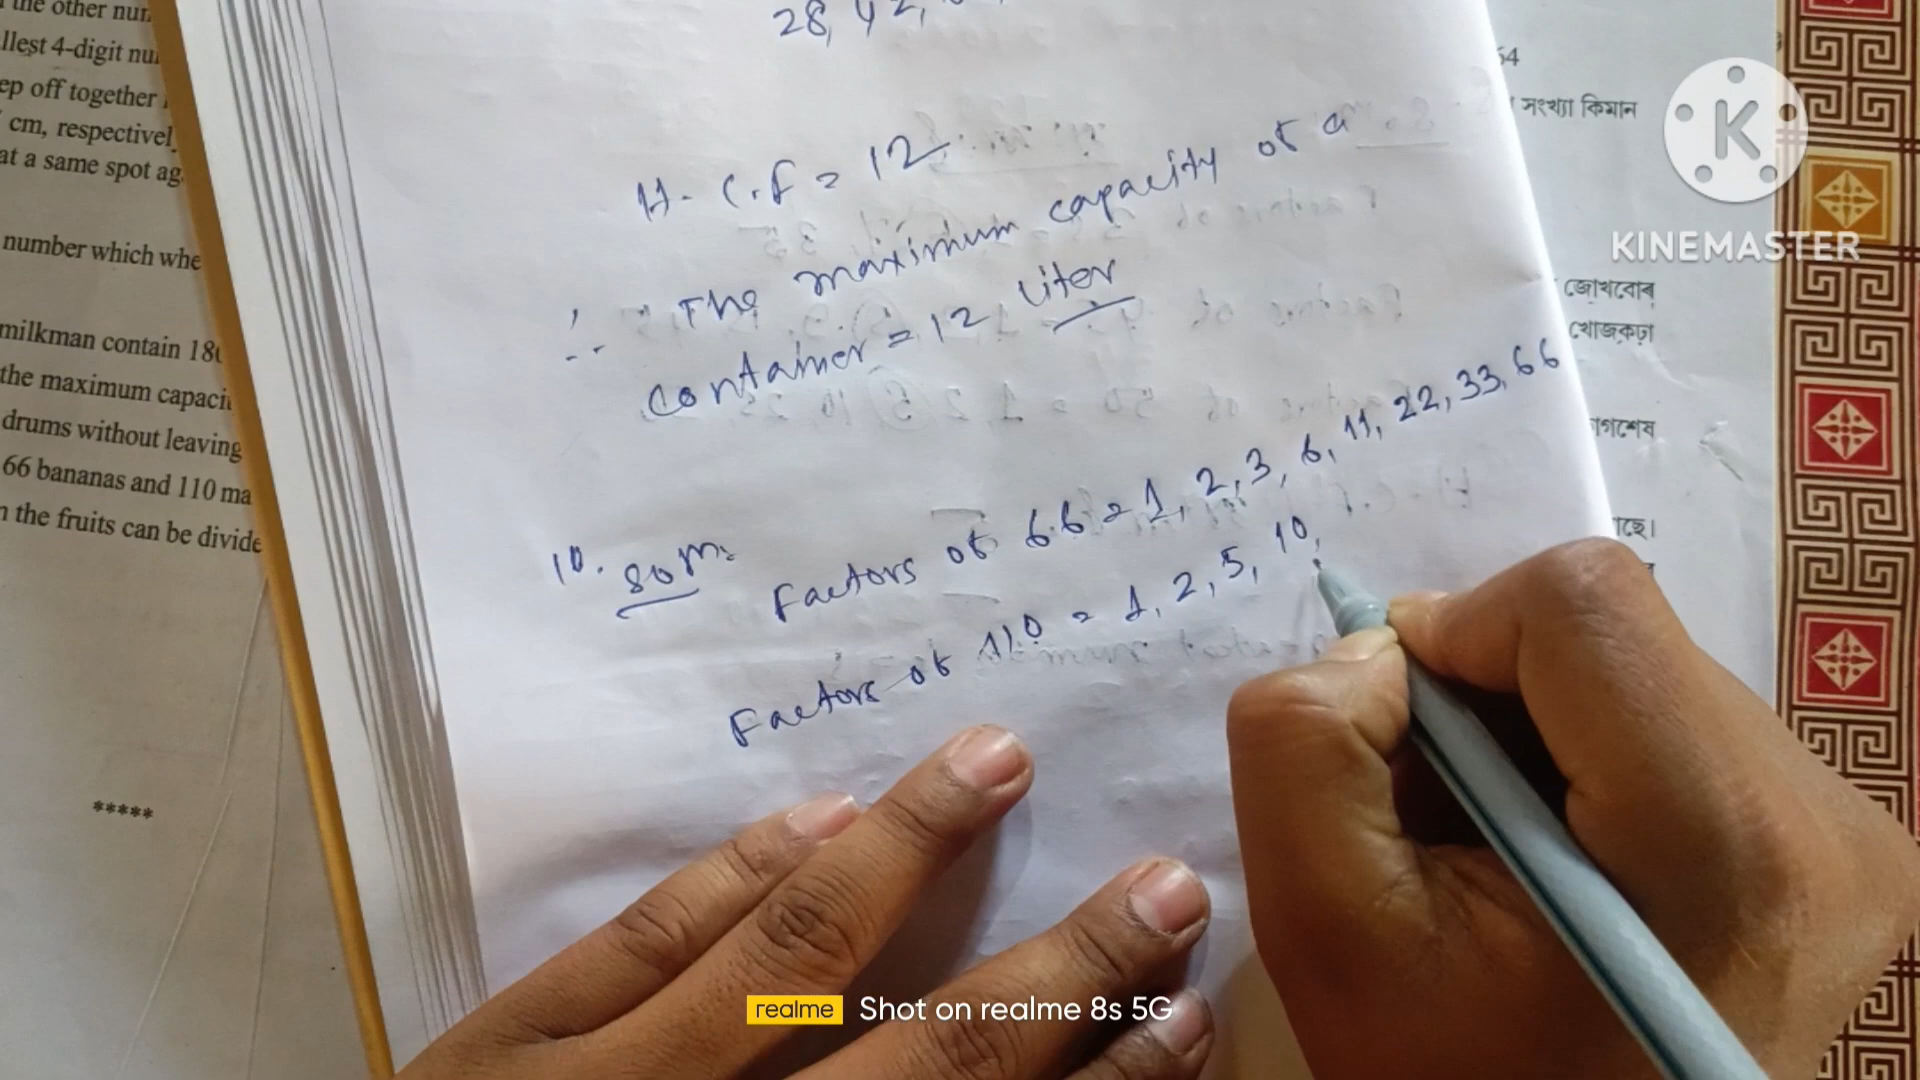 the other
llest 4-digit
ep off together
cm, respectivel
at a same spot ag
number which whe
milkman contain 180
the maximum capaci
drums without leaving
66 bananas and 110 ma
n the fruits can be divide
*****
28, 42,
H.C.F = 12
∴ The maximum capacity of a
container = 12 Liter
10. Soln: Factors of 66 = 1, 2, 3, 6, 11, 22, 33, 66
Factors of 110 = 1, 2, 5, 10,
54
সংখ্যা কিমান
জোখবোৰ
খোজকঢ়া
াগশেষ
াছে।
K
KINEMASTER
realme Shot on realme 8s 5G